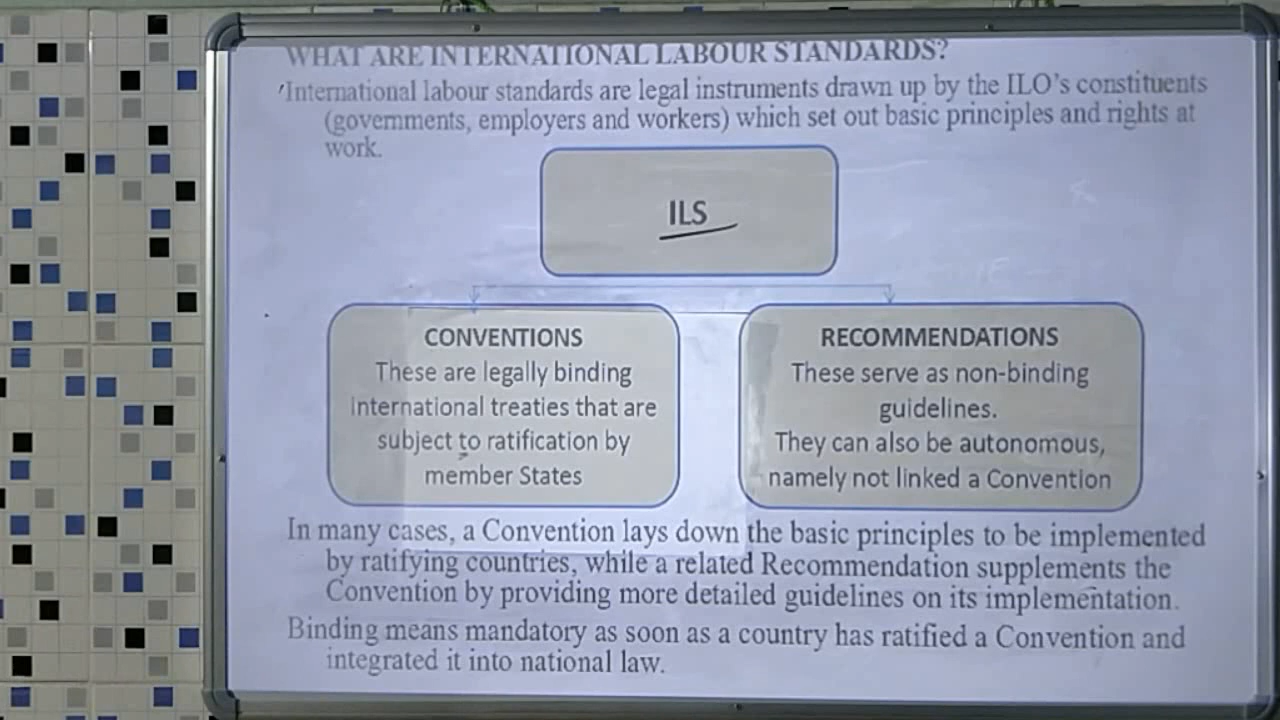 WHAT ARE INTERNATIONAL LABOUR STANDARDS?
International labour standards are legal instruments drawn up by the ILO's constituents
(governments, employers and workers) which set out basic principles and rights at
work.
ILS
CONVENTIONS
These are legally binding
International treaties that are
subject to ratification by
member States
RECOMMENDATIONS
These serve as non-binding
guidelines.
They can also be autonomous,
namely not linked a Convention
In many cases, a Convention lays down the basic principles to be implemented
by ratifying countries, while a related Recommendation supplements the
Convention by providing more detailed guidelines on its implementation.
Binding means mandatory as soon as a country has ratified a Convention and
integrated it into national law.